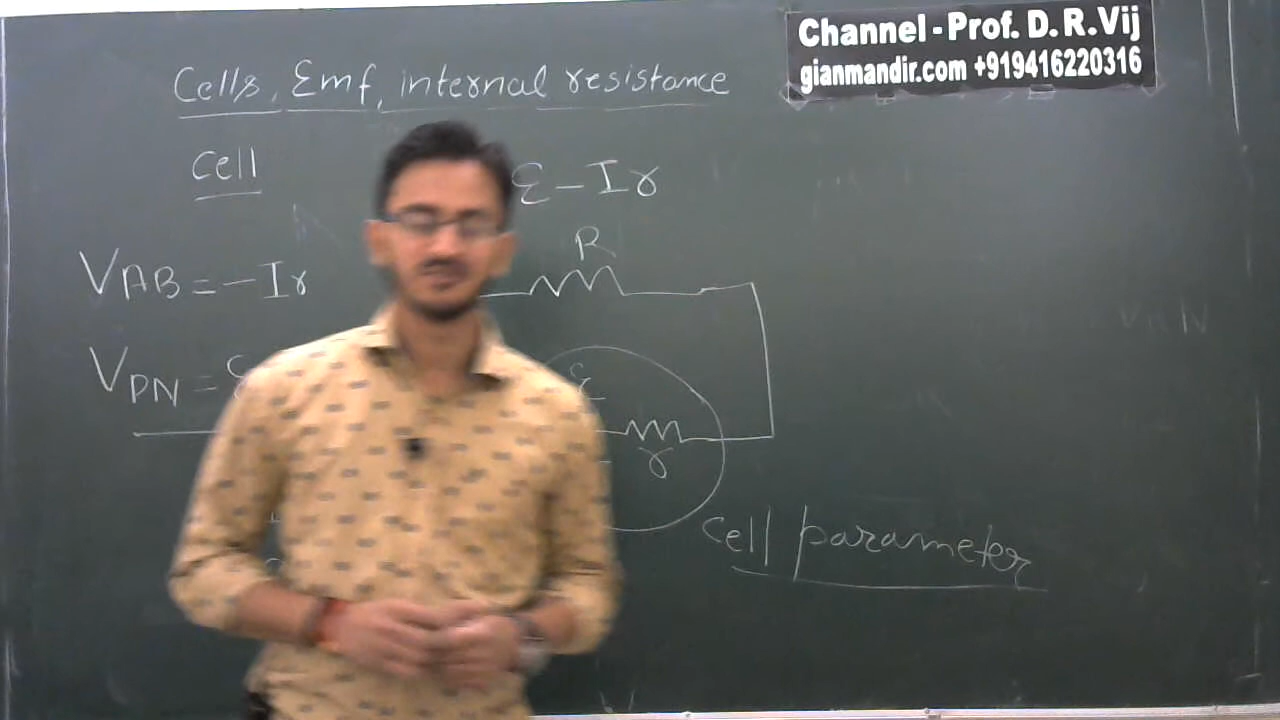 Channel - Prof. D. R. Vij
gianmandir.com +919416220316
Cells, Emf, internal resistance
Cell
ε - Ir
R
VAB = - Ir
VPN = ε
ε
r
Cell parameter